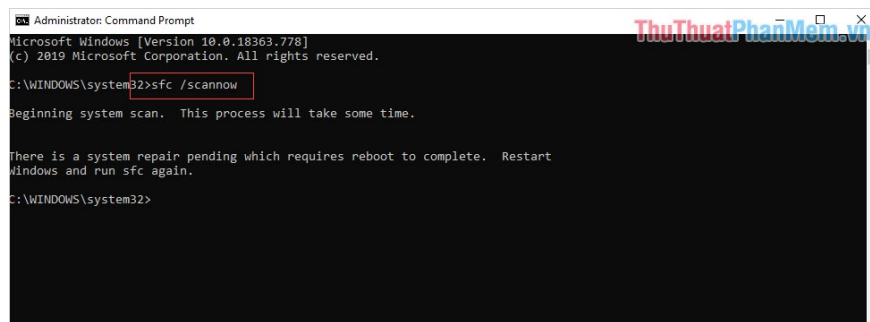 Administrator: Command Prompt
ThuThuatPhanMem.vn
Microsoft Windows [Version 10.0.18363.778]
(c) 2019 Microsoft Corporation. All rights reserved.
C:\WINDOWS\system32>sfc /scannow
Beginning system scan.  This process will take some time.
There is a system repair pending which requires reboot to complete.  Restart
Windows and run sfc again.
C:\WINDOWS\system32>